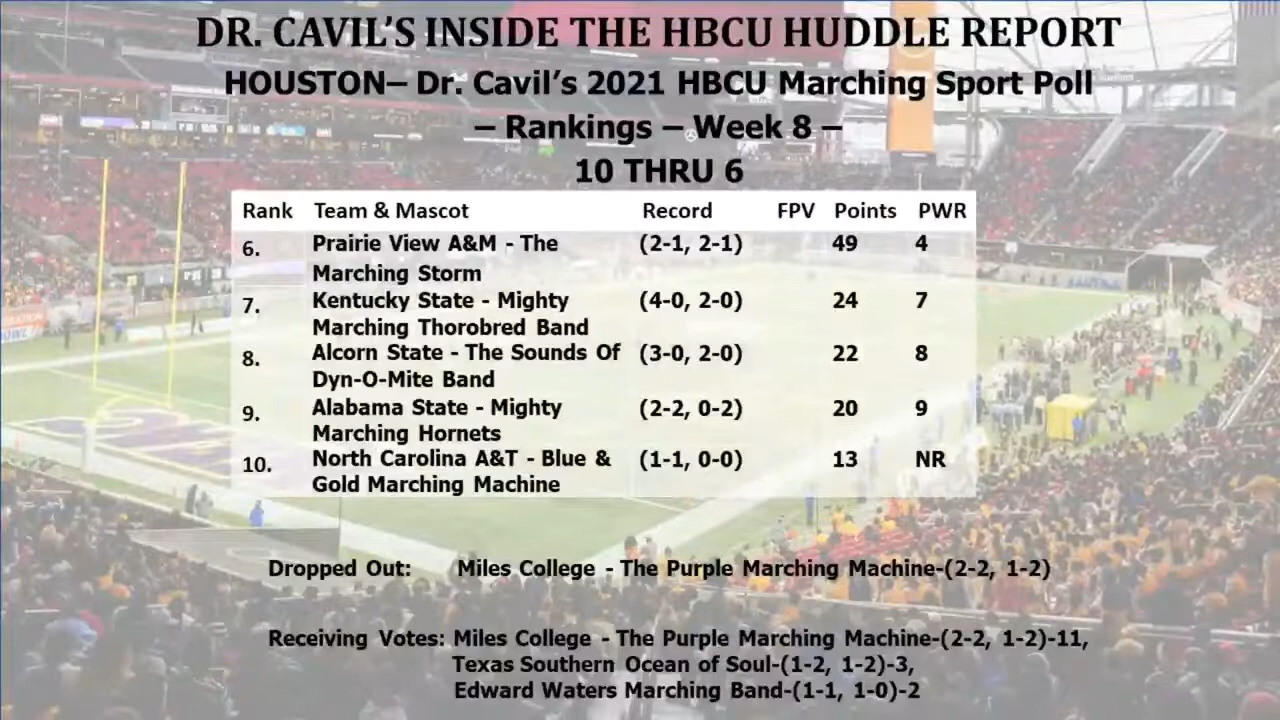 DR. CAVIL'S INSIDE THE HBCU HUDDLE REPORT
HOUSTON– Dr. Cavil's 2021 HBCU Marching Sport Poll
– Rankings – Week 8 –
10 THRU 6
Rank Team & Mascot Record FPV Points PWR
6. Prairie View A&M - The (2-1, 2-1) 49 4
Marching Storm
7. Kentucky State - Mighty (4-0, 2-0) 24 7
Marching Thorobred Band
8. Alcorn State - The Sounds Of (3-0, 2-0) 22 8
Dyn-O-Mite Band
9. Alabama State - Mighty (2-2, 0-2) 20 9
Marching Hornets
10. North Carolina A&T - Blue & (1-1, 0-0) 13 NR
Gold Marching Machine
Dropped Out: Miles College - The Purple Marching Machine-(2-2, 1-2)
Receiving Votes: Miles College - The Purple Marching Machine-(2-2, 1-2)-11,
Texas Southern Ocean of Soul-(1-2, 1-2)-3,
Edward Waters Marching Band-(1-1, 1-0)-2